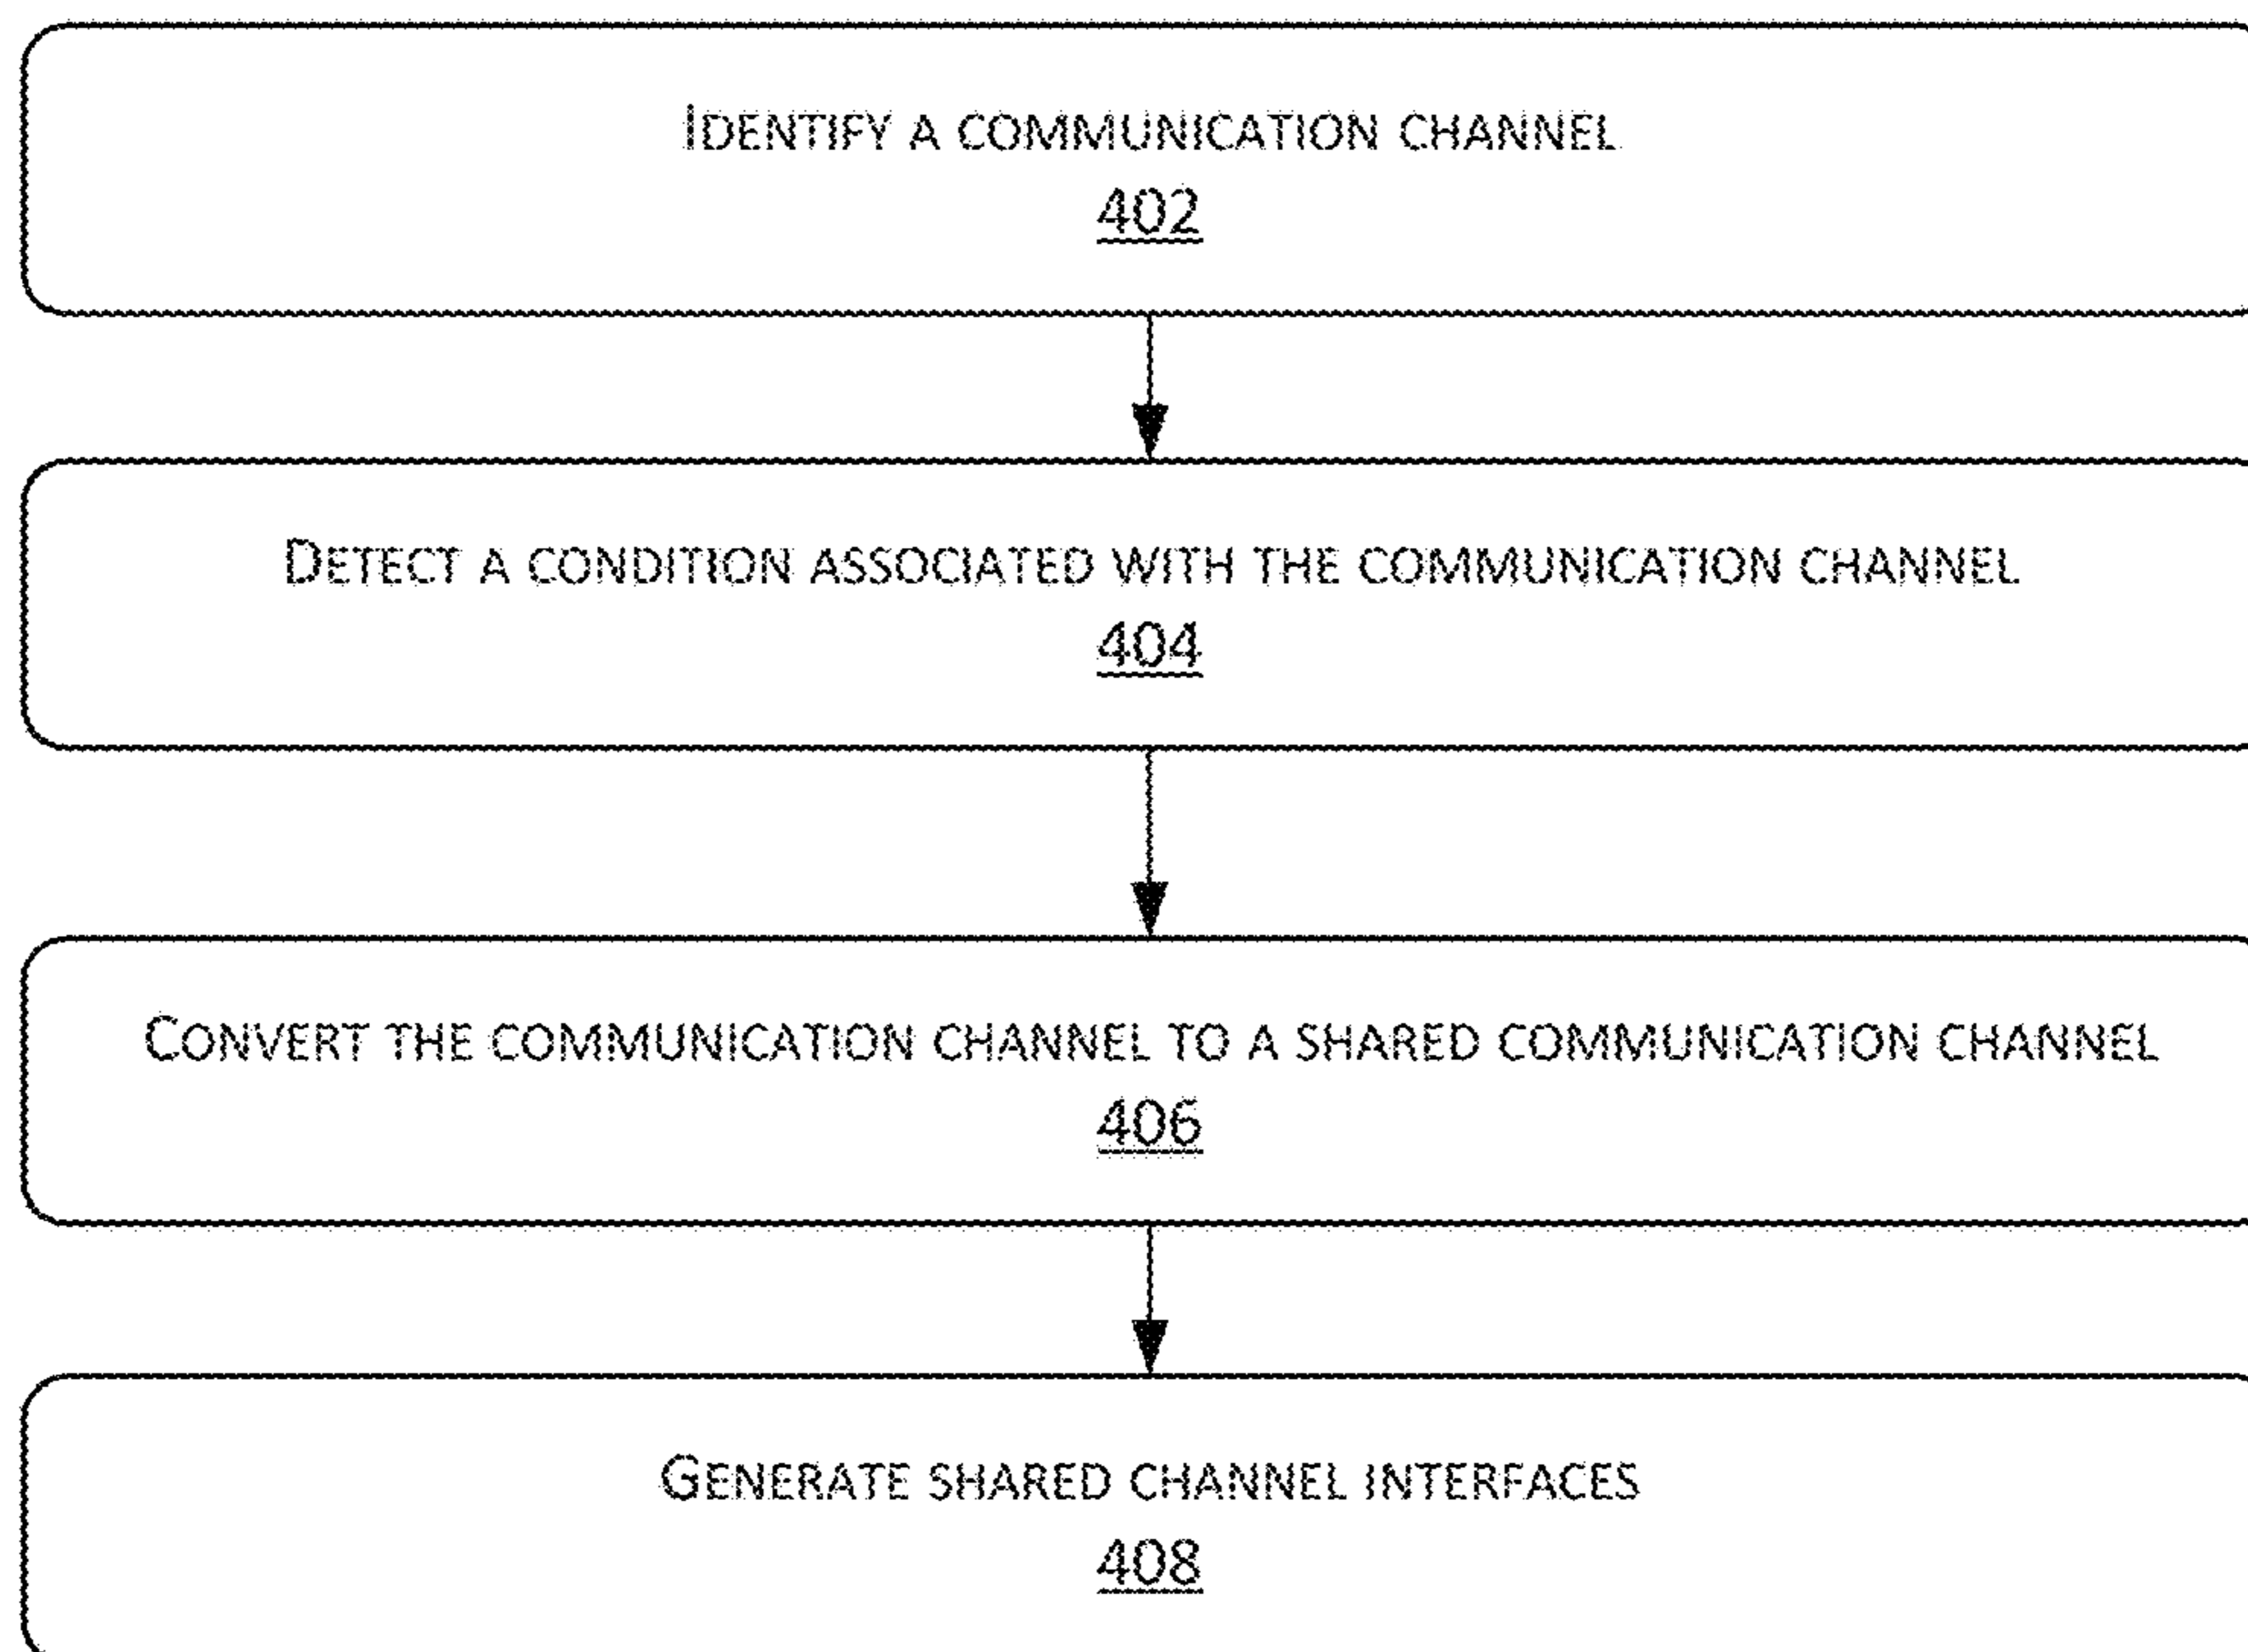 Identify a communication channel
402
Detect a condition associated with the communication channel
404
Convert the communication channel to a shared communication channel
406
Generate shared channel interfaces
408